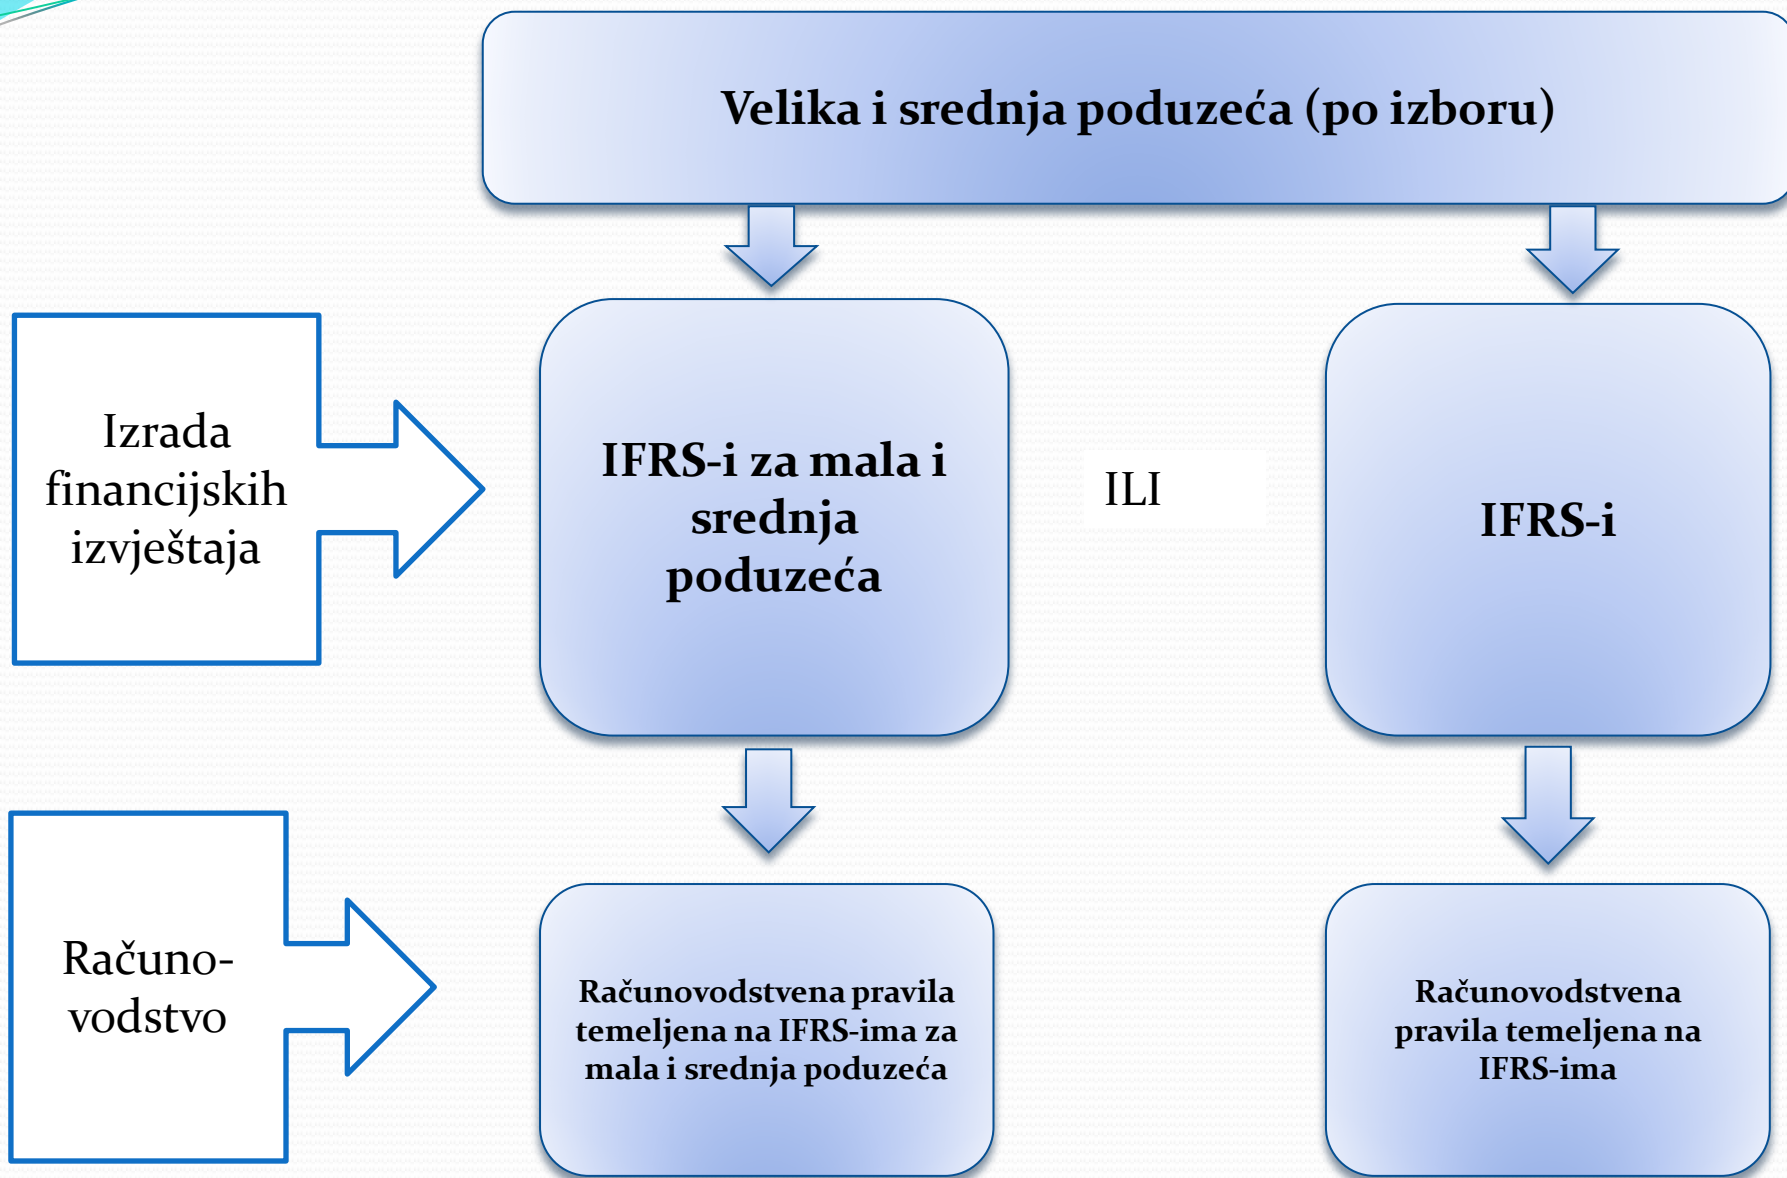 Velika i srednja poduzeća (po izboru)
Izrada
financijskih
izvještaja
IFRS-i za mala i
srednja
poduzeća
ILI
IFRS-i
Računo-
vodstvo
Računovodstvena pravila
temeljena na IFRS-ima za
mala i srednja poduzeća
Računovodstvena
pravila temeljena na
IFRS-ima